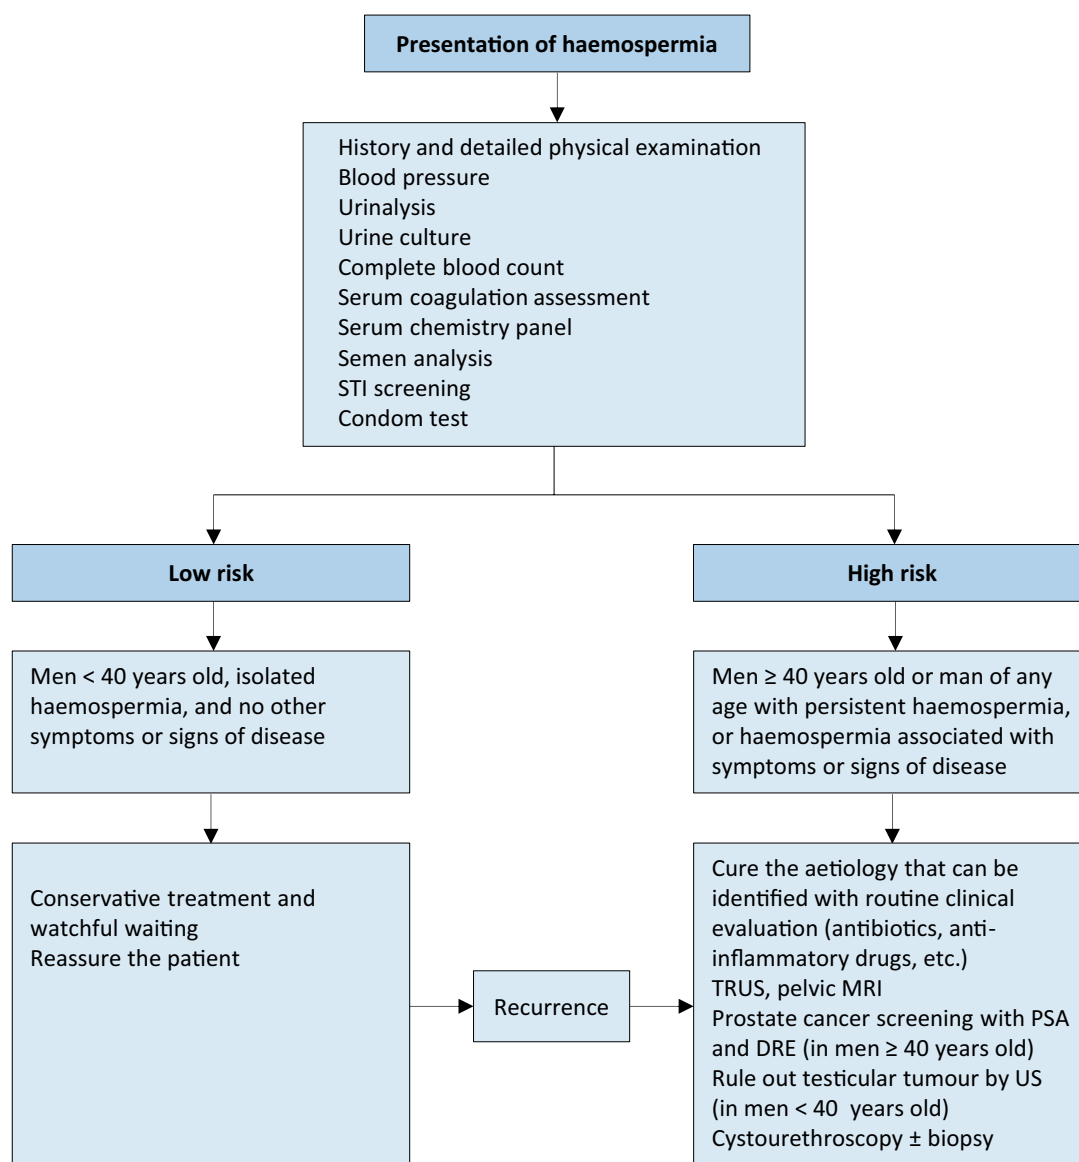 Presentation of haemospermia
History and detailed physical examination
Blood pressure
Urinalysis
Urine culture
Complete blood count
Serum coagulation assessment
Serum chemistry panel
Semen analysis
STI screening
Condom test
Low risk
High risk
Men < 40 years old, isolated
haemospermia, and no other
symptoms or signs of disease
Men ≥ 40 years old or man of any
age with persistent haemospermia,
or haemospermia associated with
symptoms or signs of disease
Conservative treatment and
watchful waiting
Reassure the patient
Recurrence
Cure the aetiology that can be
identified with routine clinical
evaluation (antibiotics, anti-
inflammatory drugs, etc.)
TRUS, pelvic MRI
Prostate cancer screening with PSA
and DRE (in men ≥ 40 years old)
Rule out testicular tumour by US
(in men < 40 years old)
Cystourethroscopy ± biopsy